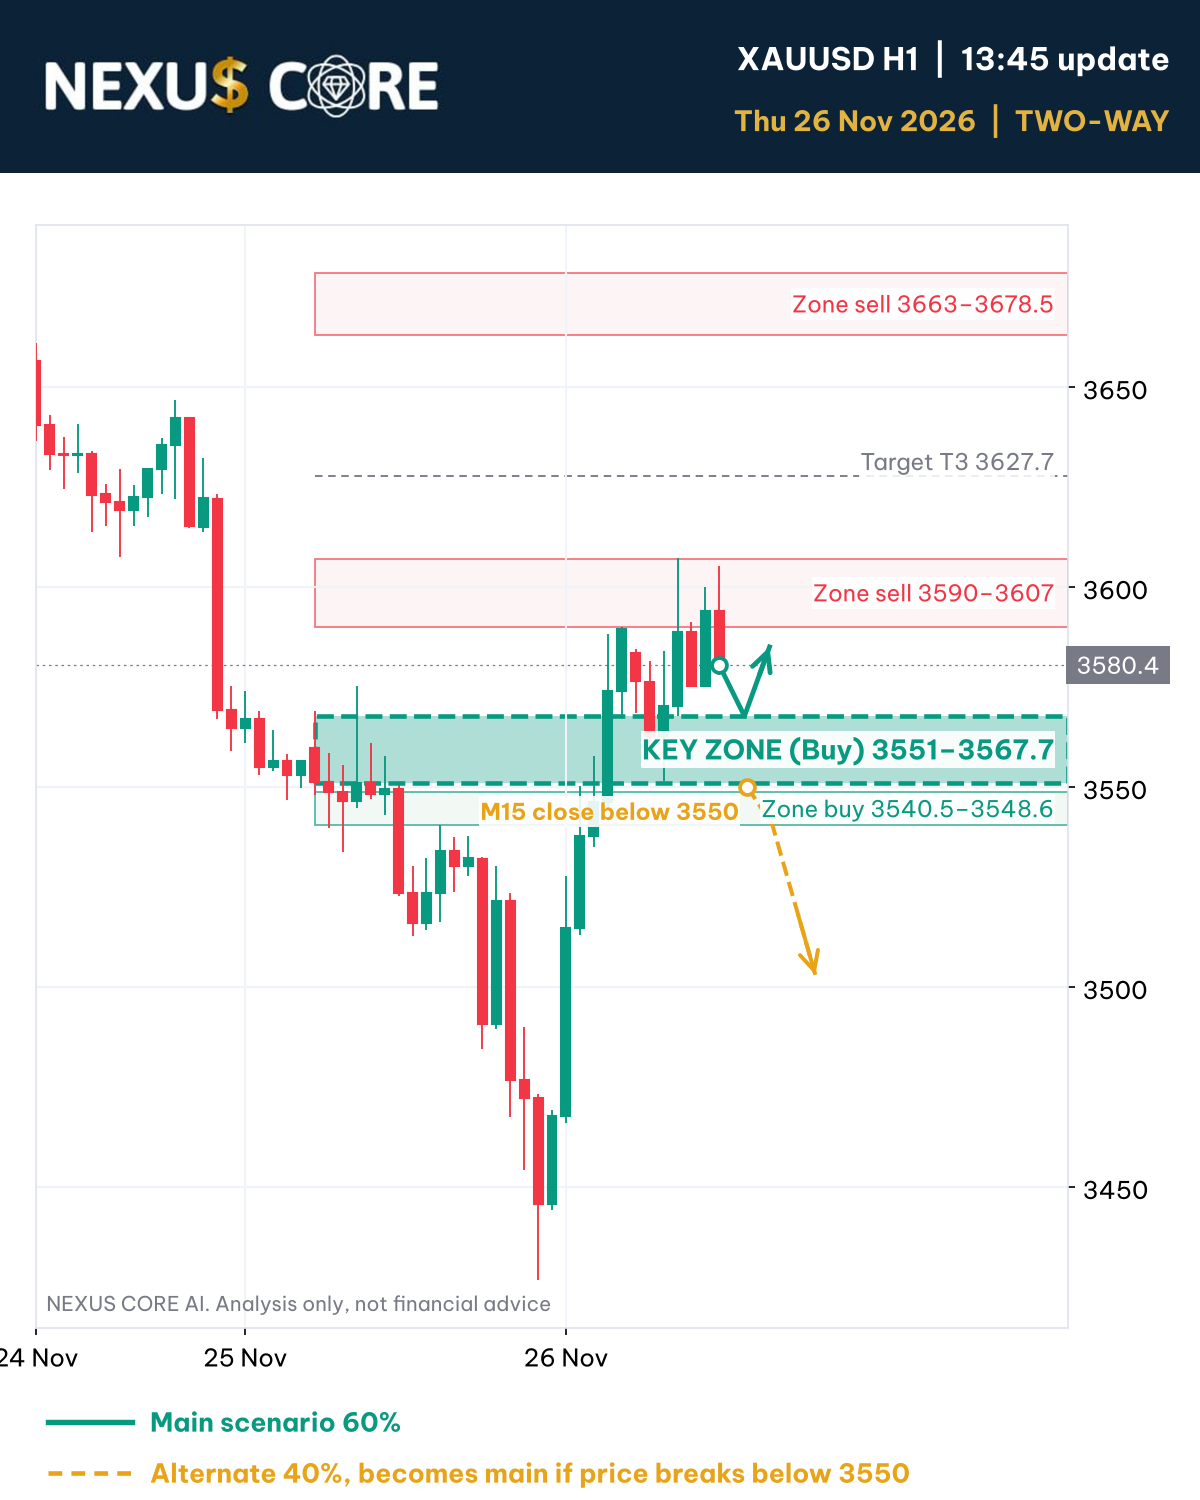 NEXU$ CORE
XAUUSD H1 | 13:45 update
Thu 26 Nov 2026 | TWO-WAY
Zone sell 3663–3678.5
3650
Target T3 3627.7
Zone sell 3590–3607
3600
3580.4
KEY ZONE (Buy) 3551–3567.7
3550
M15 close below 3550
Zone buy 3540.5–3548.6
3500
3450
NEXUS CORE AI. Analysis only, not financial advice
24 Nov
25 Nov
26 Nov
Main scenario 60%
Alternate 40%, becomes main if price breaks below 3550